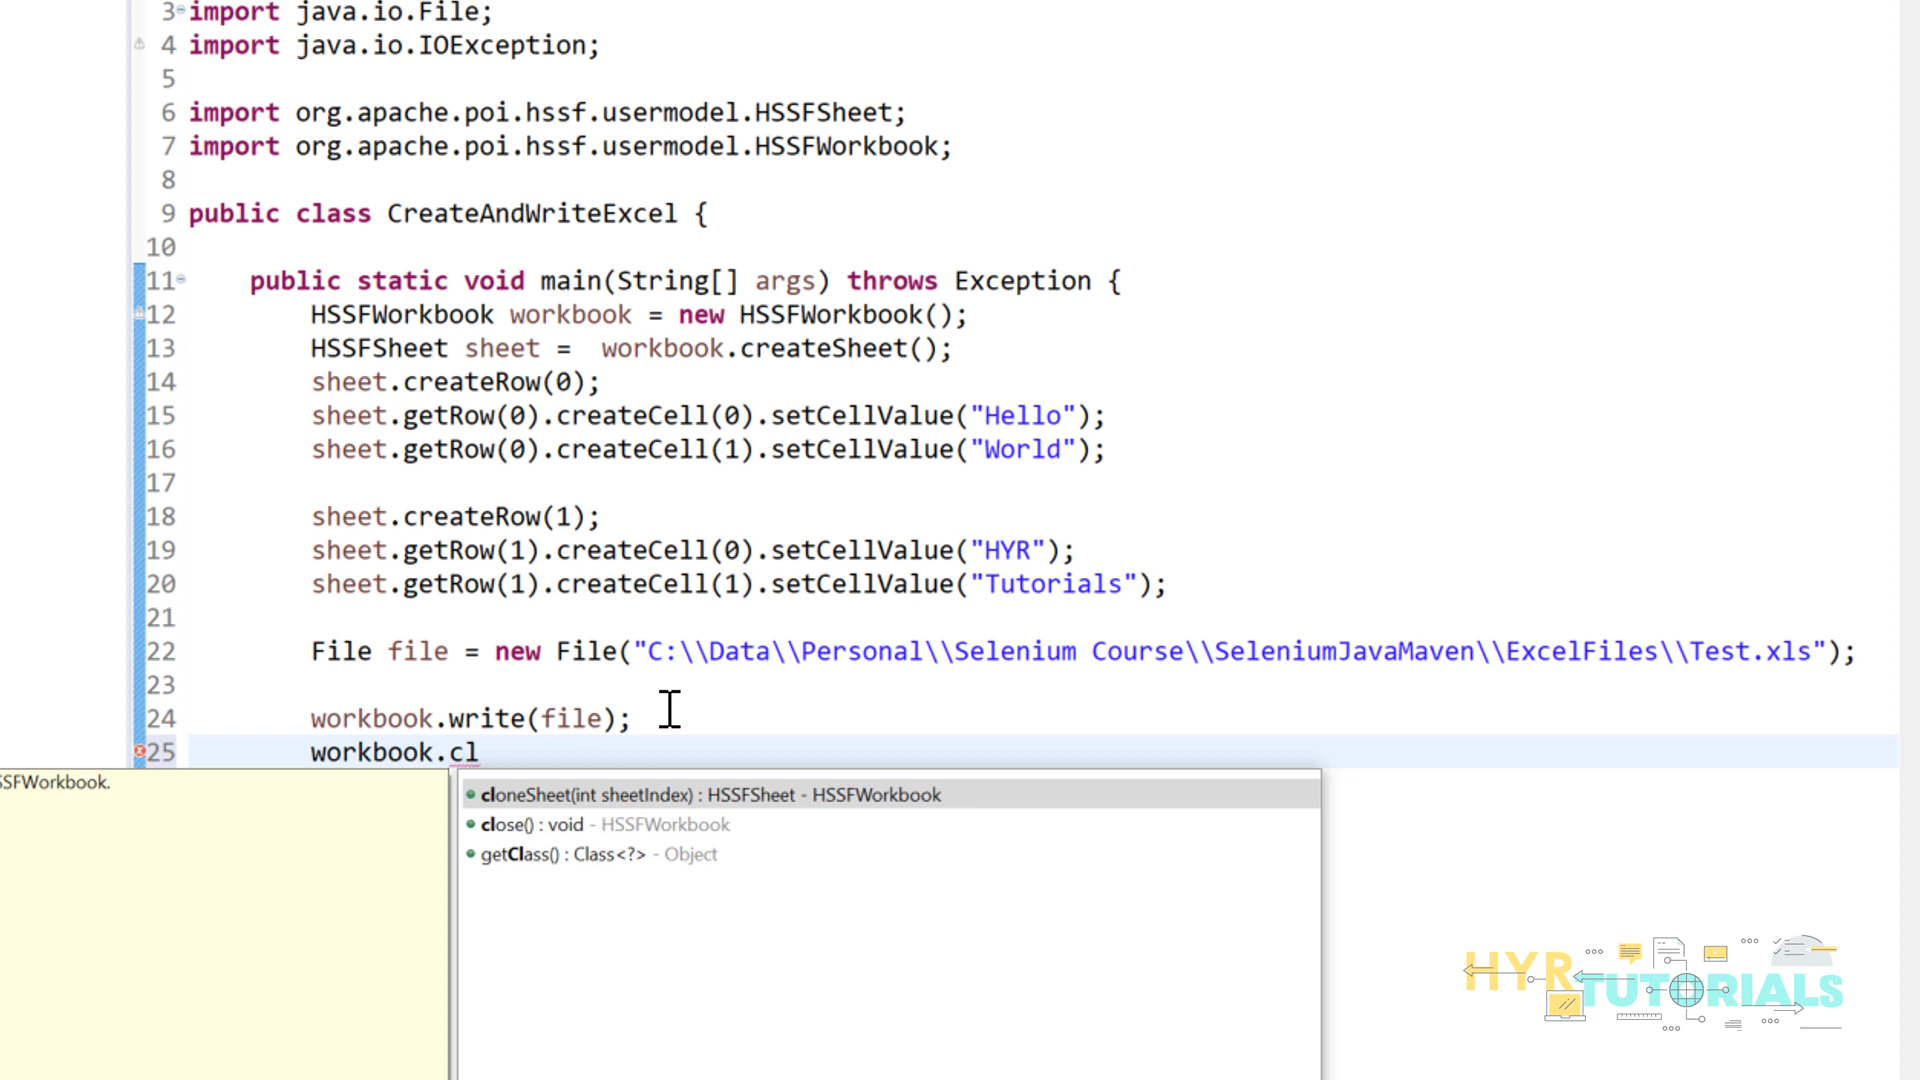 3 import java.io.File;
4 import java.io.IOException;
5
6 import org.apache.poi.hssf.usermodel.HSSFSheet;
7 import org.apache.poi.hssf.usermodel.HSSFWorkbook;
8
9 public class CreateAndWriteExcel {
10
11 public static void main(String[] args) throws Exception {
12 HSSFWorkbook workbook = new HSSFWorkbook();
13 HSSFSheet sheet =  workbook.createSheet();
14 sheet.createRow(0);
15 sheet.getRow(0).createCell(0).setCellValue("Hello");
16 sheet.getRow(0).createCell(1).setCellValue("World");
17
18 sheet.createRow(1);
19 sheet.getRow(1).createCell(0).setCellValue("HYR");
20 sheet.getRow(1).createCell(1).setCellValue("Tutorials");
21
22 File file = new File("C:\\Data\\Personal\\Selenium Course\\SeleniumJavaMaven\\ExcelFiles\\Test.xls");
23
24 workbook.write(file);
25 workbook.cl
SSFWorkbook.
cloneSheet(int sheetIndex) : HSSFSheet - HSSFWorkbook
close() : void - HSSFWorkbook
getClass() : Class<?> - Object
HYR
TUTORIALS